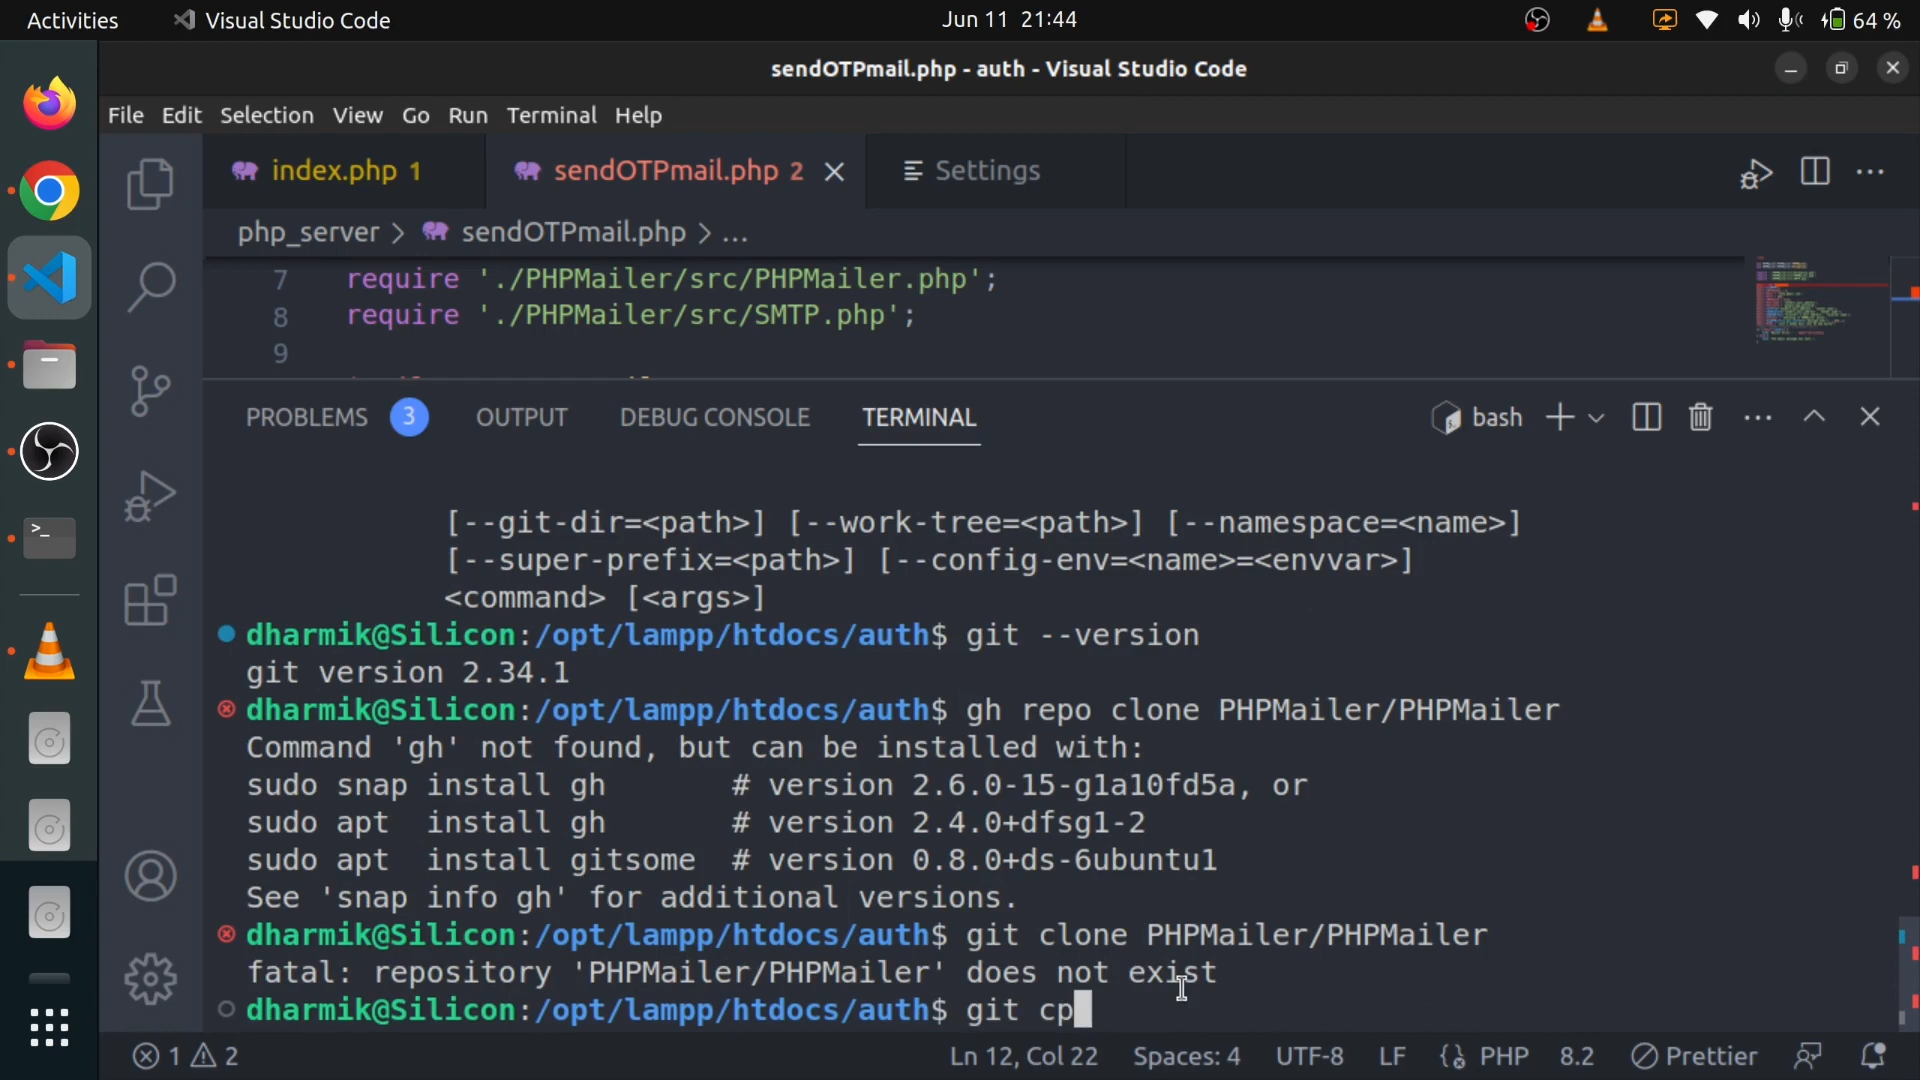 Activities Visual Studio Code Jun 11 21:44 64 %
sendOTPmail.php - auth - Visual Studio Code
File Edit Selection View Go Run Terminal Help
index.php 1 sendOTPmail.php 2 Settings
php_server > sendOTPmail.php > ...
7 require './PHPMailer/src/PHPMailer.php';
8 require './PHPMailer/src/SMTP.php';
9
PROBLEMS 3 OUTPUT DEBUG CONSOLE TERMINAL bash
[--git-dir=<path>] [--work-tree=<path>] [--namespace=<name>]
[--super-prefix=<path>] [--config-env=<name>=<envvar>]
<command> [<args>]
dharmik@Silicon:/opt/lampp/htdocs/auth$ git --version
git version 2.34.1
dharmik@Silicon:/opt/lampp/htdocs/auth$ gh repo clone PHPMailer/PHPMailer
Command 'gh' not found, but can be installed with:
sudo snap install gh # version 2.6.0-15-g1a10fd5a, or
sudo apt install gh # version 2.4.0+dfsg1-2
sudo apt install gitsome # version 0.8.0+ds-6ubuntu1
See 'snap info gh' for additional versions.
dharmik@Silicon:/opt/lampp/htdocs/auth$ git clone PHPMailer/PHPMailer
fatal: repository 'PHPMailer/PHPMailer' does not exist
dharmik@Silicon:/opt/lampp/htdocs/auth$ git cp
1 2 Ln 12, Col 22 Spaces: 4 UTF-8 LF {} PHP 8.2 Prettier